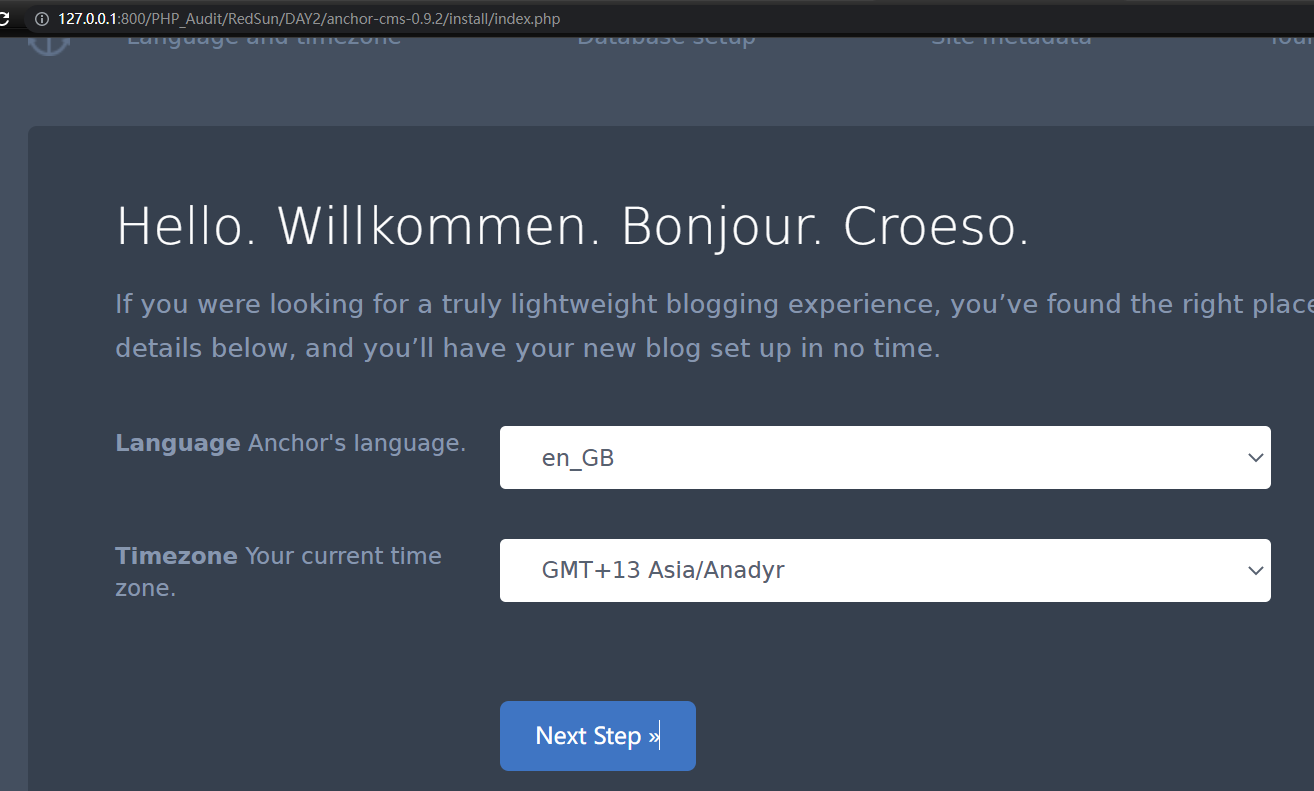 127.0.0.1:800/PHP_Audit/RedSun/DAY2/anchor-cms-0.9.2/install/index.php
Language and timezone Database setup Site metadata
Hello. Willkommen. Bonjour. Croeso.
If you were looking for a truly lightweight blogging experience, you’ve found the right place
details below, and you’ll have your new blog set up in no time.
Language Anchor's language.
en_GB
Timezone Your current time
zone.
GMT+13 Asia/Anadyr
Next Step »